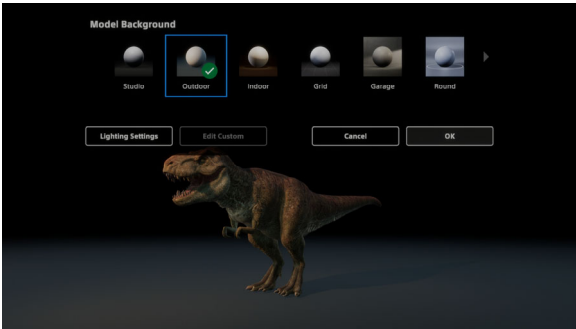 Model Background
Studio Outdoor Indoor Grid Garage Round
Lighting Settings Edit Custom Cancel OK